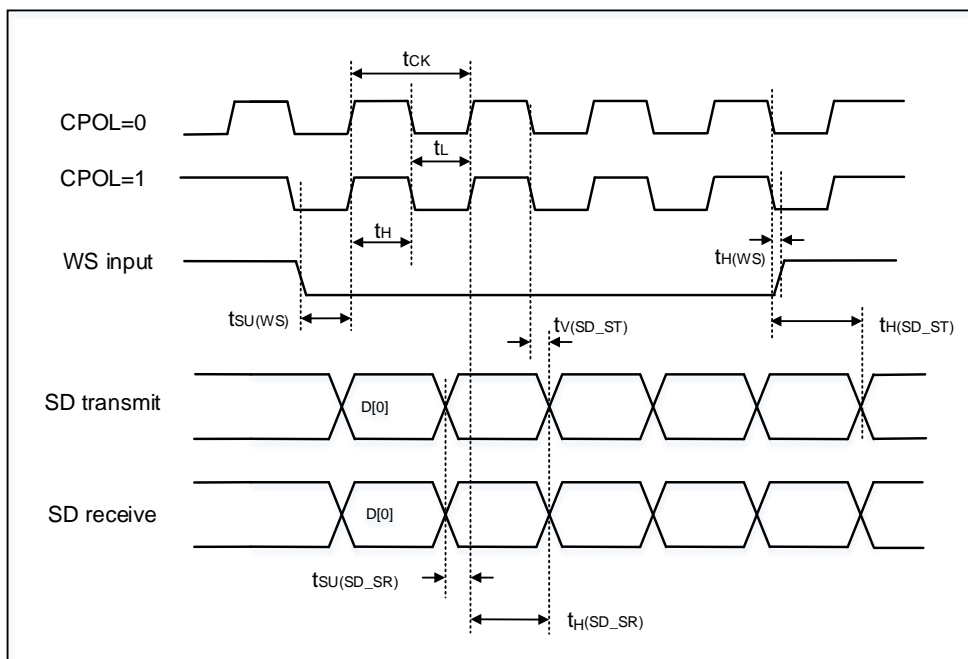 tCK
CPOL=0
tL
CPOL=1
tH
WS input
tH(WS)
tSU(WS)
tV(SD_ST)
tH(SD_ST)
SD transmit
D[0]
SD receive
D[0]
tSU(SD_SR)
tH(SD_SR)